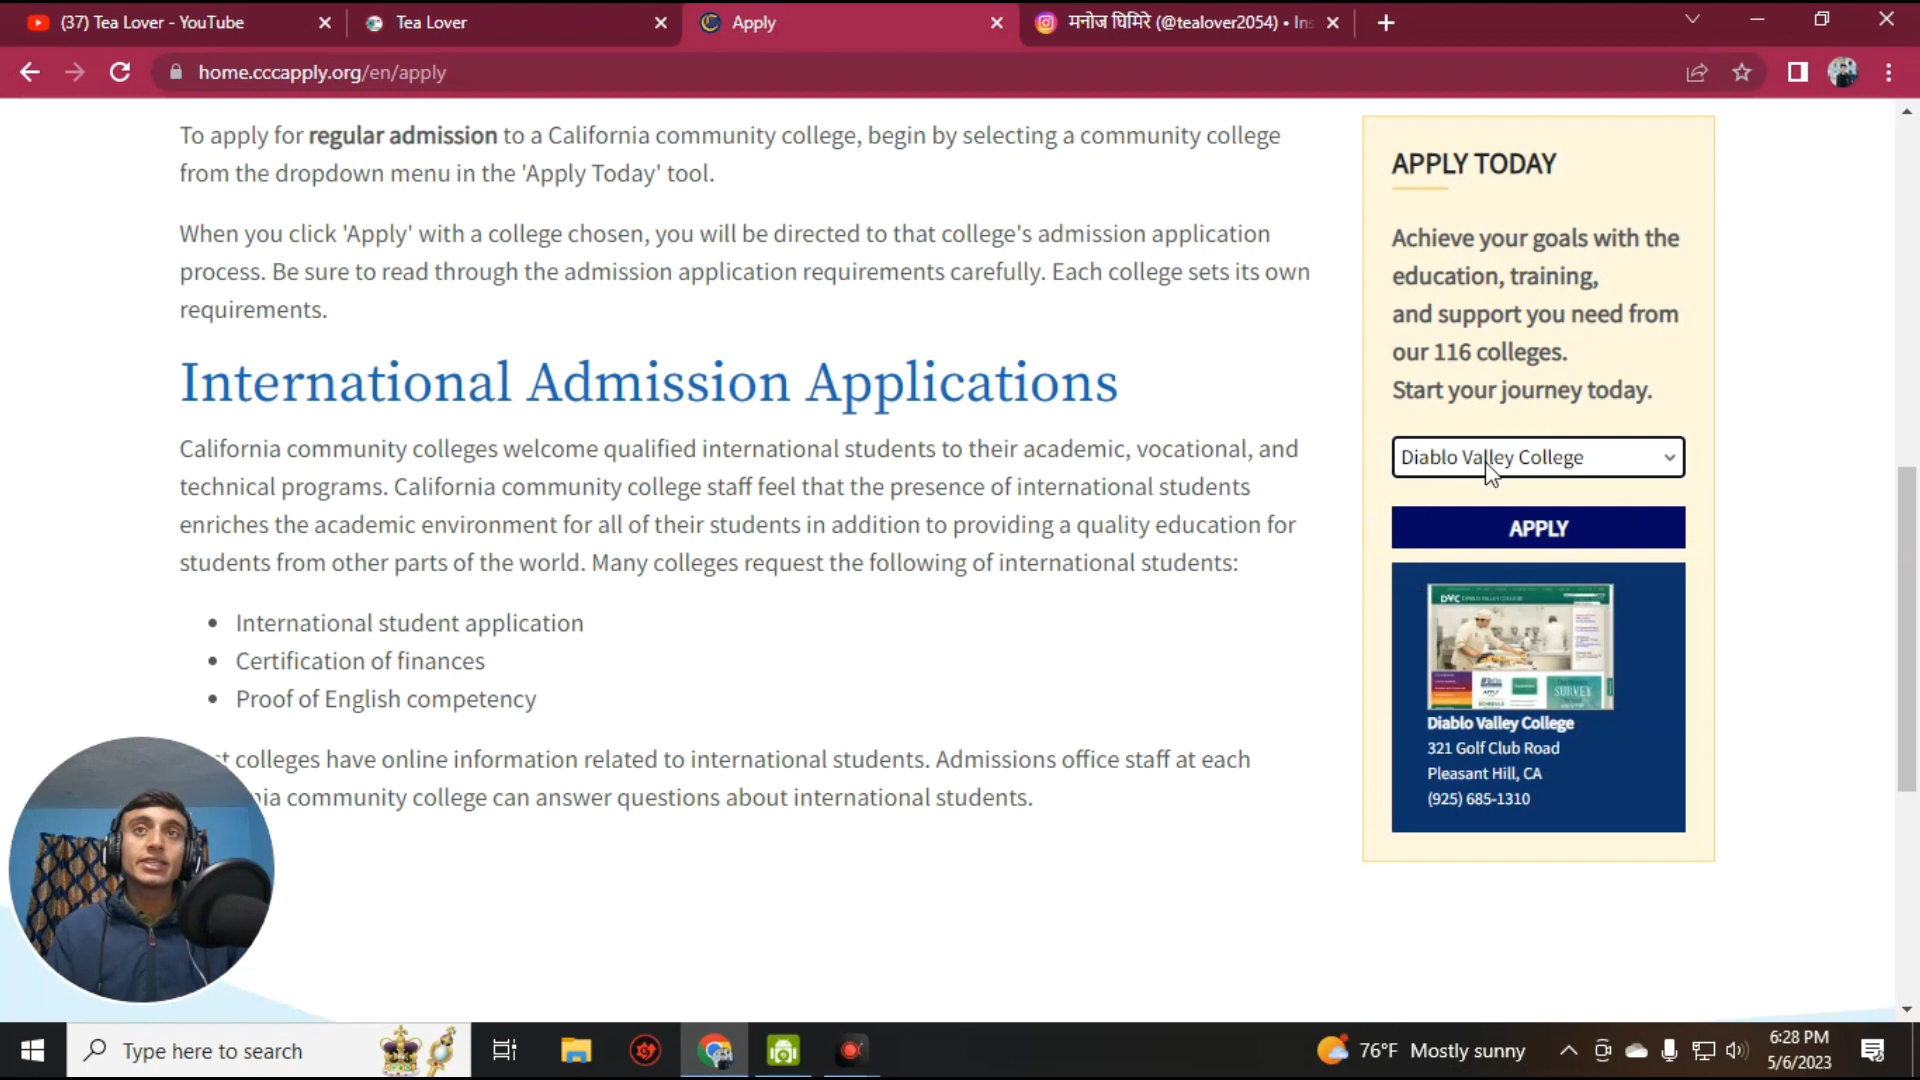 (37) Tea Lover - YouTube
Tea Lover
Apply
मनोज घिमिरे (@tealover2054) • Ins
home.cccapply.org/en/apply
To apply for regular admission to a California community college, begin by selecting a community college
from the dropdown menu in the 'Apply Today' tool.
When you click 'Apply' with a college chosen, you will be directed to that college's admission application
process. Be sure to read through the admission application requirements carefully. Each college sets its own
requirements.
International Admission Applications
California community colleges welcome qualified international students to their academic, vocational, and
technical programs. California community college staff feel that the presence of international students
enriches the academic environment for all of their students in addition to providing a quality education for
students from other parts of the world. Many colleges request the following of international students:
• International student application
• Certification of finances
• Proof of English competency
colleges have online information related to international students. Admissions office staff at each
community college can answer questions about international students.
APPLY TODAY
Achieve your goals with the
education, training,
and support you need from
our 116 colleges.
Start your journey today.
Diablo Valley College
APPLY
DVC
SURVEY
Diablo Valley College
321 Golf Club Road
Pleasant Hill, CA
(925) 685-1310
Type here to search
76°F Mostly sunny
6:28 PM
5/6/2023